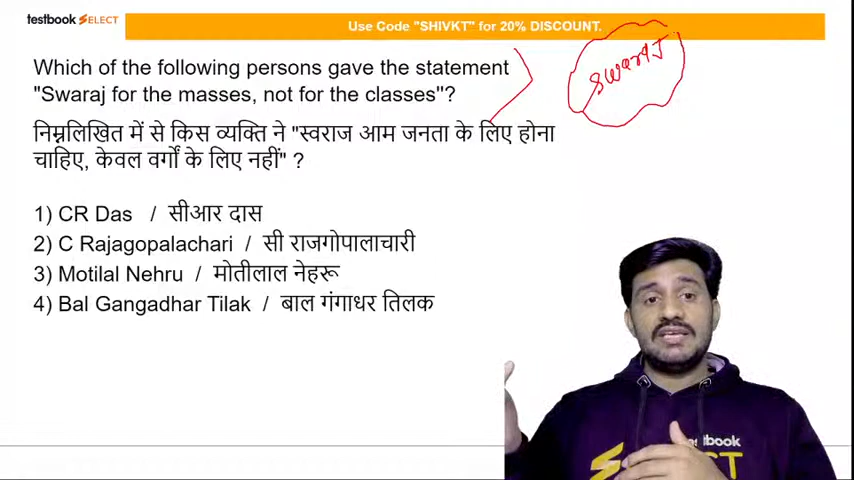 testbook SELECT
Use Code "SHIVKT" for 20% DISCOUNT.
Which of the following persons gave the statement
"Swaraj for the masses, not for the classes"?
निम्नलिखित में से किस व्यक्ति ने "स्वराज आम जनता के लिए होना
चाहिए, केवल वर्गों के लिए नहीं" ?
1) CR Das / सीआर दास
2) C Rajagopalachari / सी राजगोपालाचारी
3) Motilal Nehru / मोतीलाल नेहरू
4) Bal Gangadhar Tilak / बाल गंगाधर तिलक
Swaraj